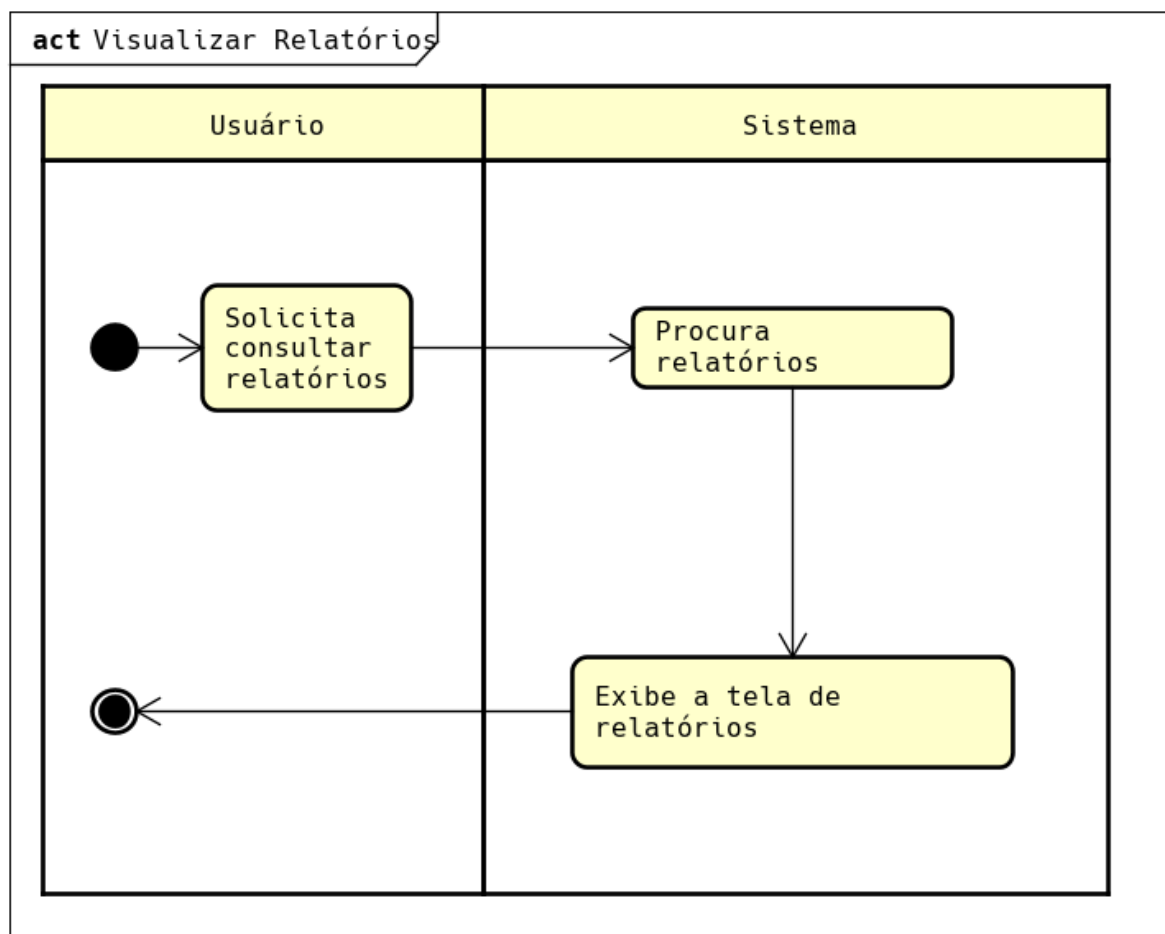 act Visualizar Relatórios
Usuário
Sistema
Solicita
consultar
relatórios
Procura
relatórios
Exibe a tela de
relatórios